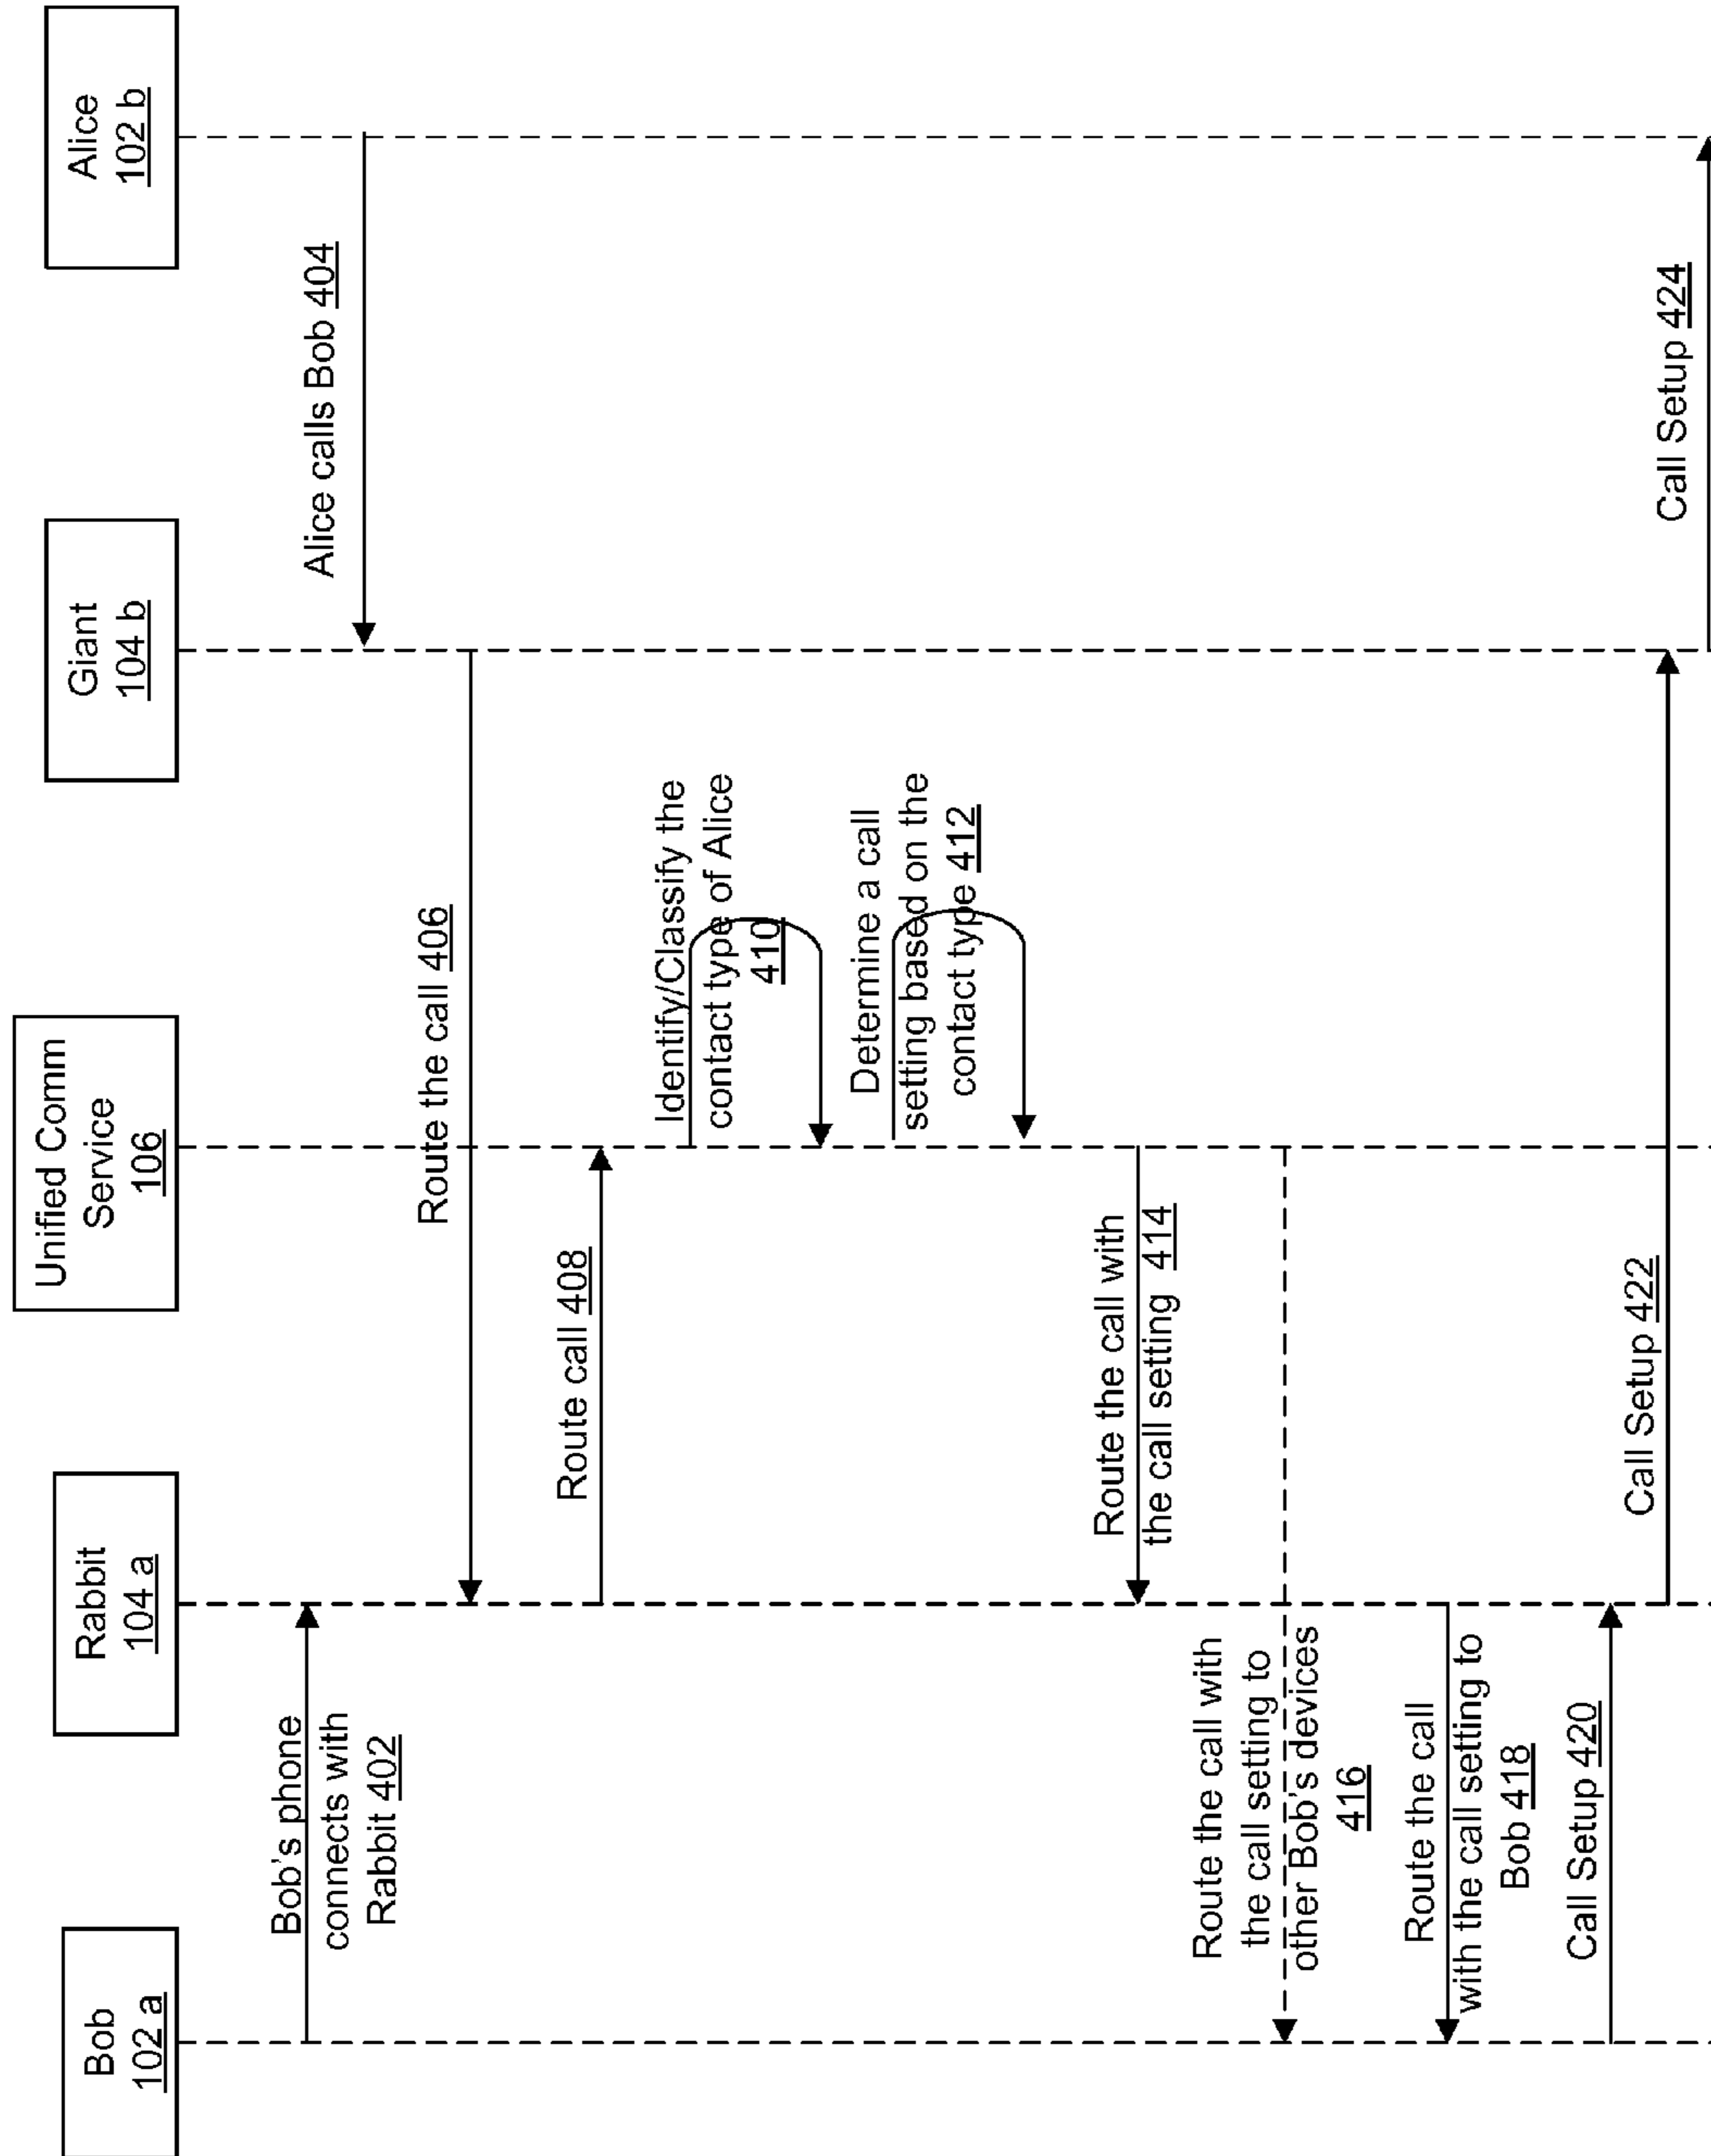 Bob
102 a
Rabbit
104 a
Unified Comm
Service
106
Giant
104 b
Alice
102 b
Bob's phone
connects with
Rabbit 402
Alice calls Bob 404
Route the call 406
Route call 408
Identify/Classify the
contact type of Alice
410
Determine a call
setting based on the
contact type 412
Route the call with
the call setting 414
Route the call with
the call setting to
other Bob's devices
416
Route the call
with the call setting to
Bob 418
Call Setup 420
Call Setup 422
Call Setup 424